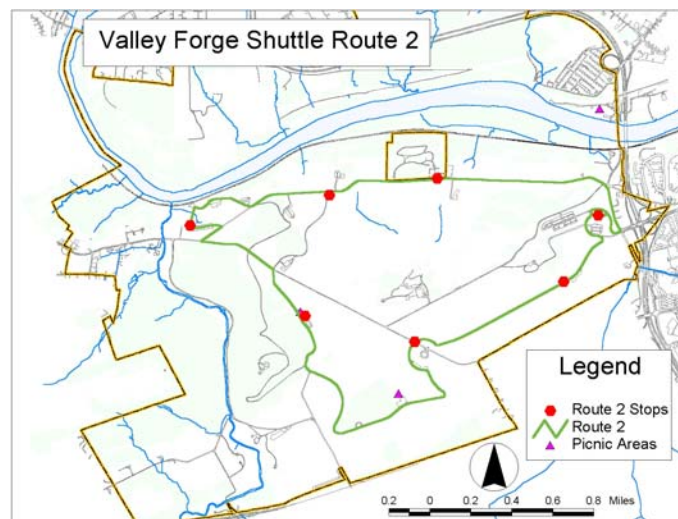 Valley Forge Shuttle Route 2
Legend
Route 2 Stops
Route 2
Picnic Areas
0.2 0 0.2 0.4 0.6 0.8 Miles